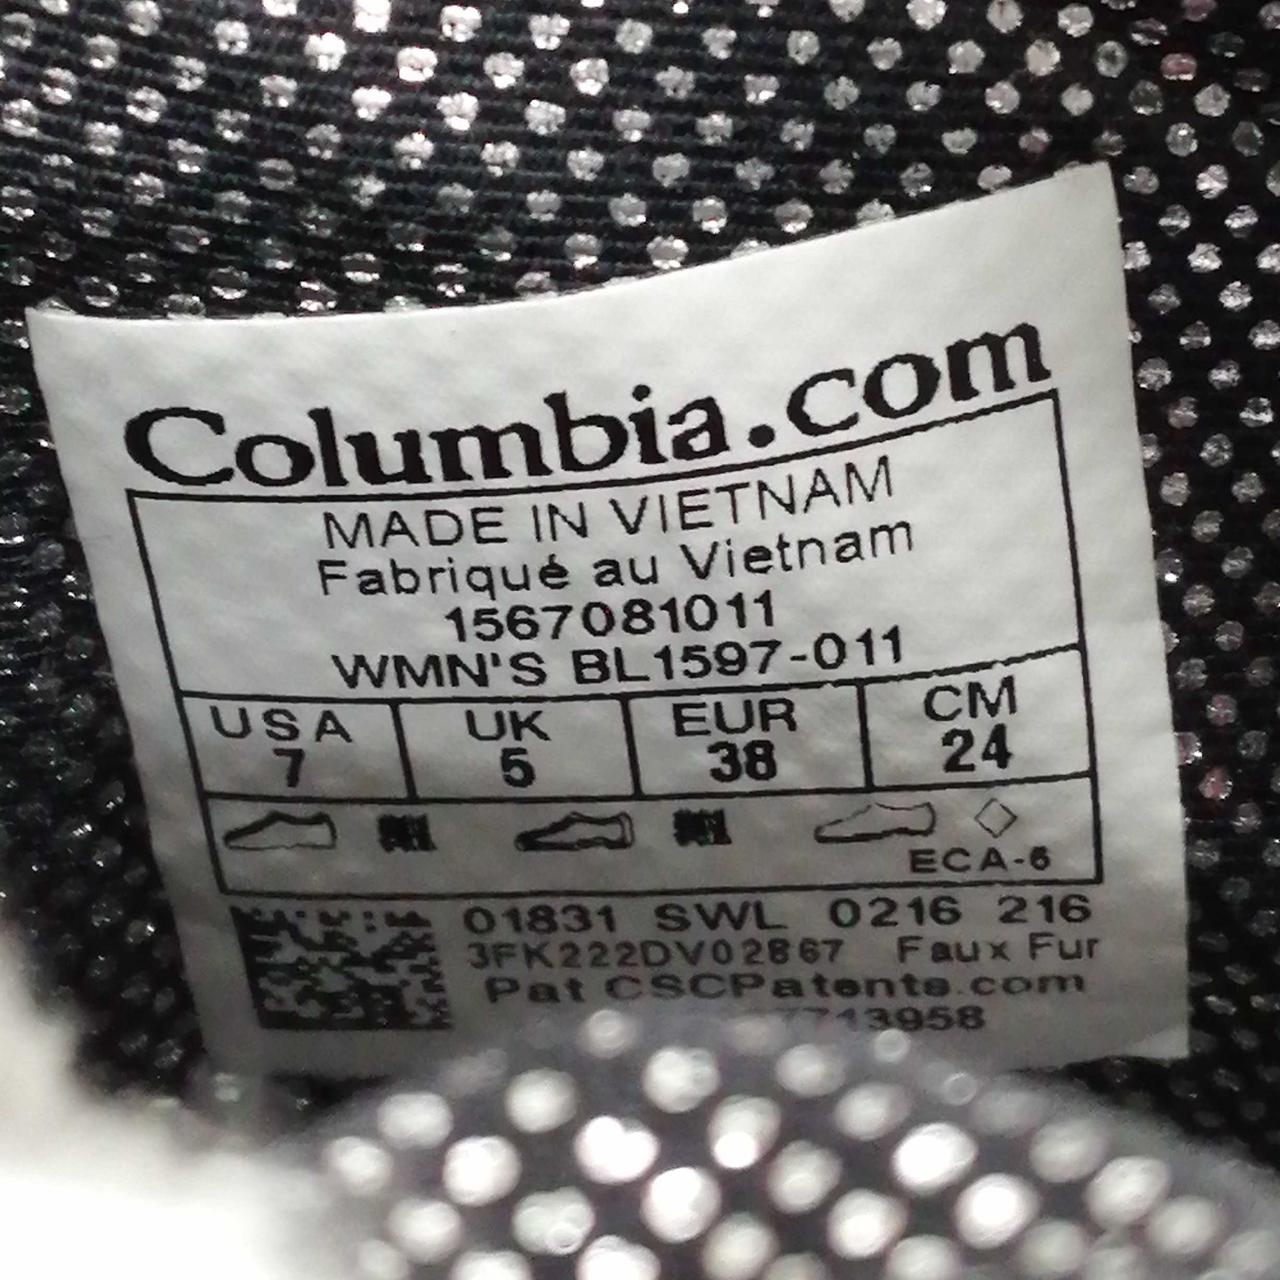 Columbia.com
MADE IN VIETNAM
Fabriqué au Vietnam
1567081011
WMN'S BL1597-011
USA UK EUR CM
7 5 38 24
ECA-6
01831 SWL 0216 216
3FK222DV02867 Faux Fur
Pat CSCPatents.com